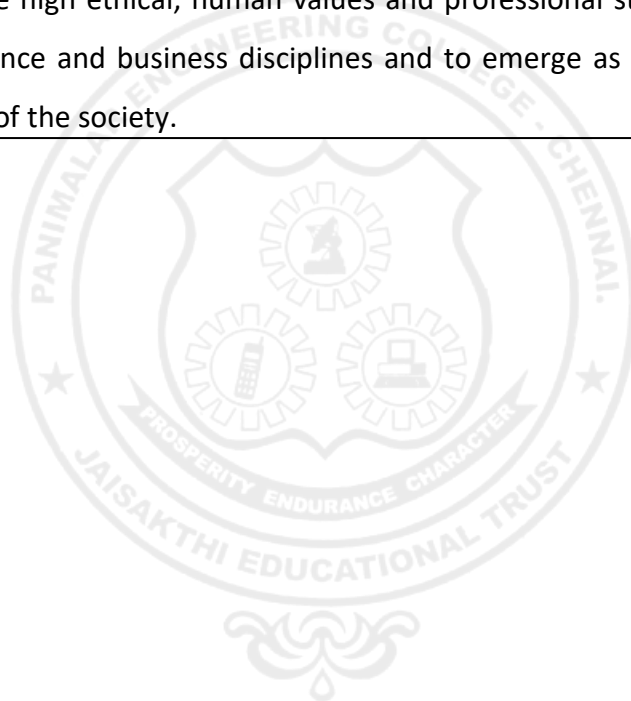 e high ethical, human values and professional st
nce and business disciplines and to emerge as
of the society.
PANIMALAR ENGINEERING COLLEGE - CHENNAI.
PROSPERITY ENDURANCE CHARACTER
JAISAKTHI EDUCATIONAL TRUST